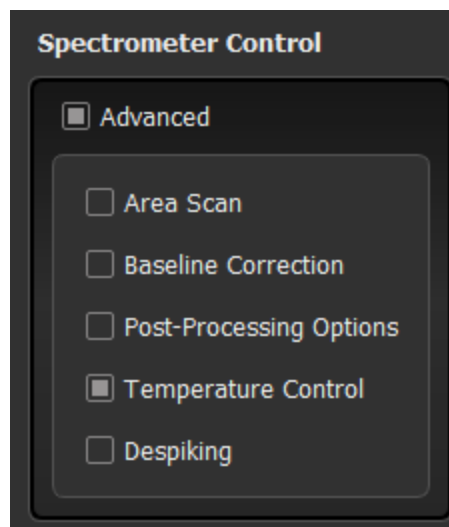 Spectrometer Control
Advanced
Area Scan
Baseline Correction
Post-Processing Options
Temperature Control
Despiking